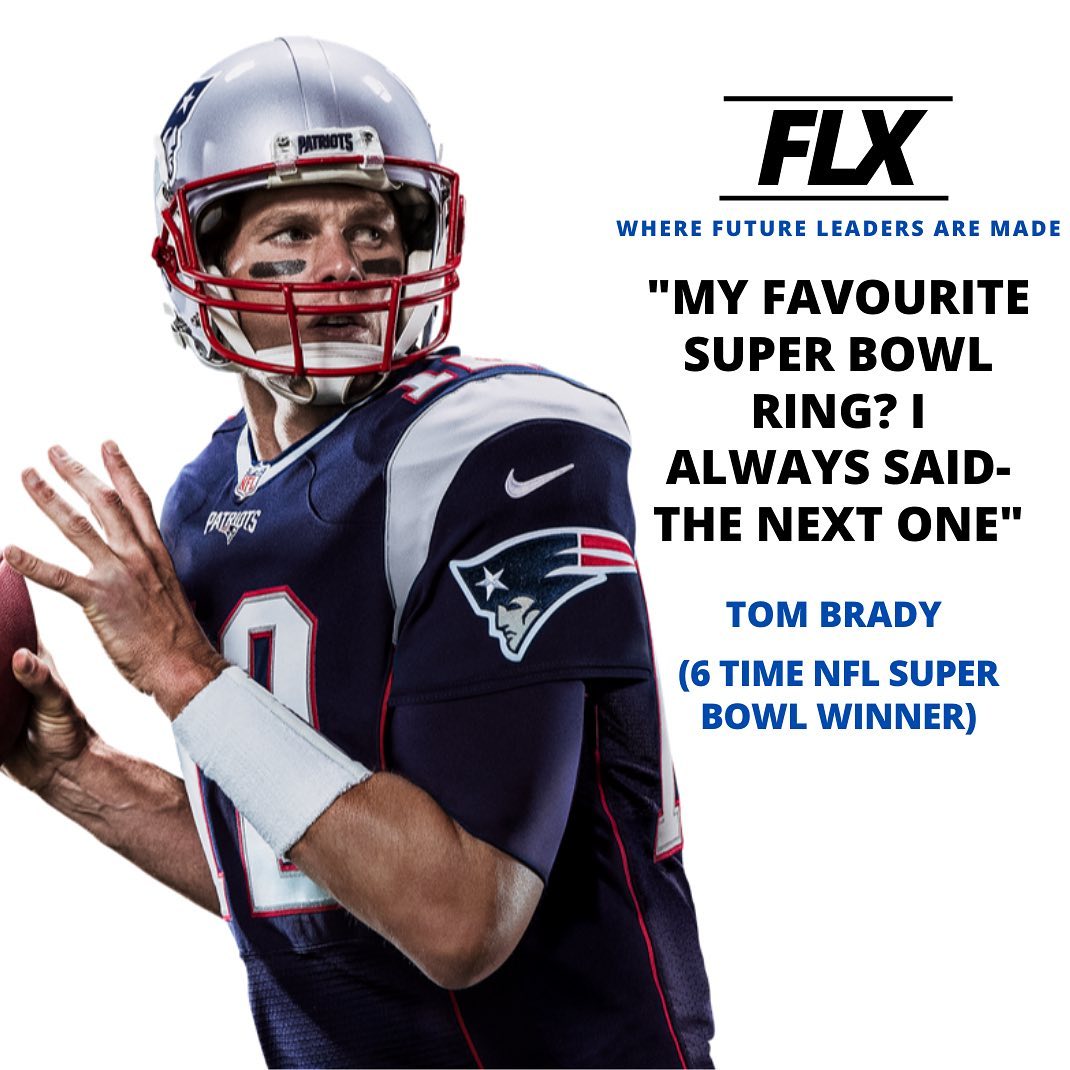 FLX
WHERE FUTURE LEADERS ARE MADE
"MY FAVOURITE
SUPER BOWL
RING? I
ALWAYS SAID-
THE NEXT ONE"
TOM BRADY
(6 TIME NFL SUPER
BOWL WINNER)
PATRIOTS
NFL
PATRIOTS